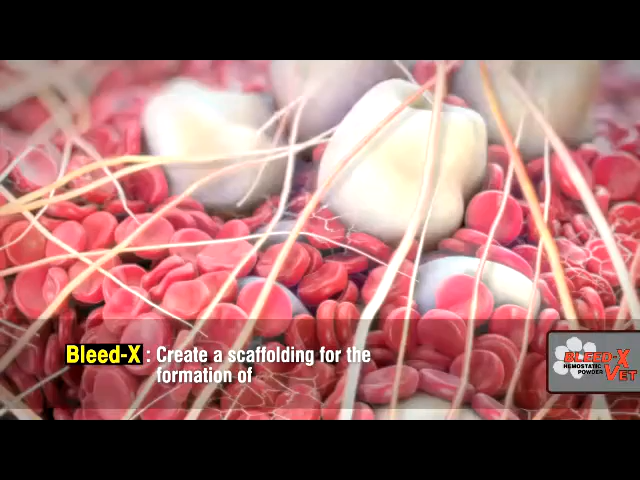 Bleed-X : Create a scaffolding for the
formation of
BLEED-X
HEMOSTATIC
POWDER
VET